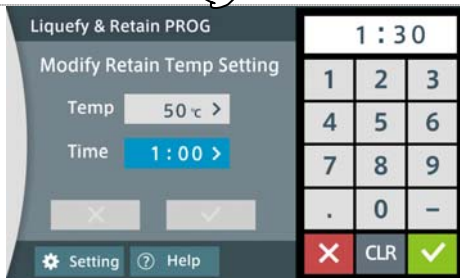 Liquefy & Retain PROG
Modify Retain Temp Setting
Temp 50 ℃ >
Time 1:00 >
Setting ? Help
1:30
1 2 3
4 5 6
7 8 9
. 0 −
CLR